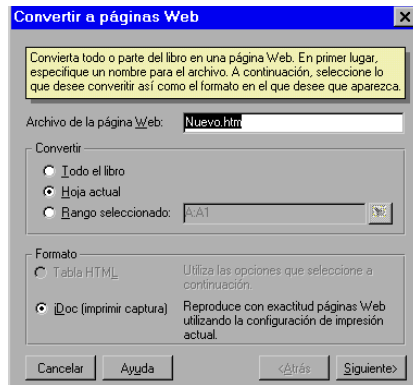 Convertir a páginas Web
Convierta todo o parte del libro en una página Web. En primer lugar,
especifique un nombre para el archivo. A continuación, seleccione lo
que desee converitir así como el formato en el que desee que aparezca.
Archivo de la página Web: Nuevo.htm
Convertir
Todo el libro
Hoja actual
Rango seleccionado: A:A1
Formato
Tabla HTML Utiliza las opciones que seleccione a
continuación.
jDoc (imprimir captura) Reproduce con exactitud páginas Web
utilizando la configuración de impresión
actual.
Cancelar Ayuda <Atrás Siguiente>